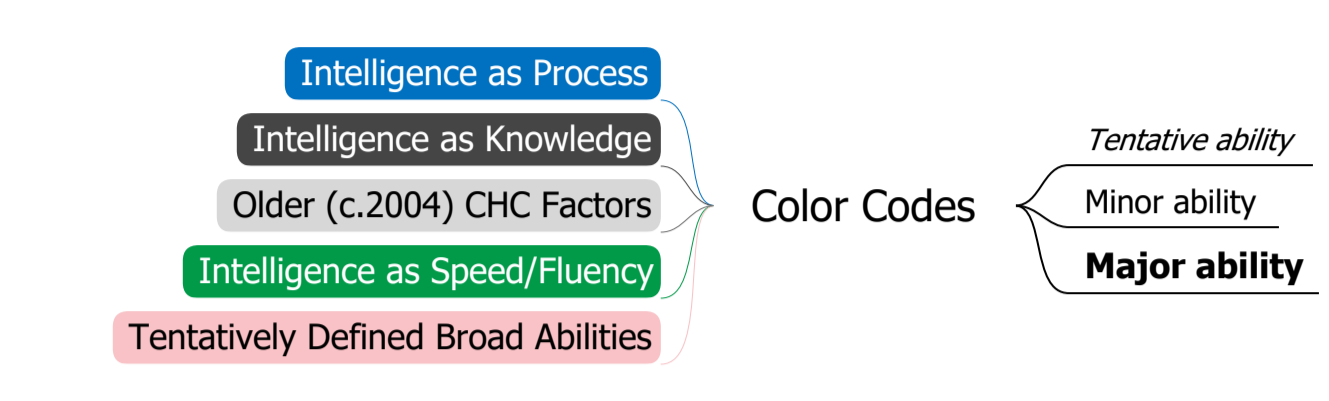 Intelligence as Process
Intelligence as Knowledge
Older (c.2004) CHC Factors
Intelligence as Speed/Fluency
Tentatively Defined Broad Abilities
Color Codes
Tentative ability
Minor ability
Major ability